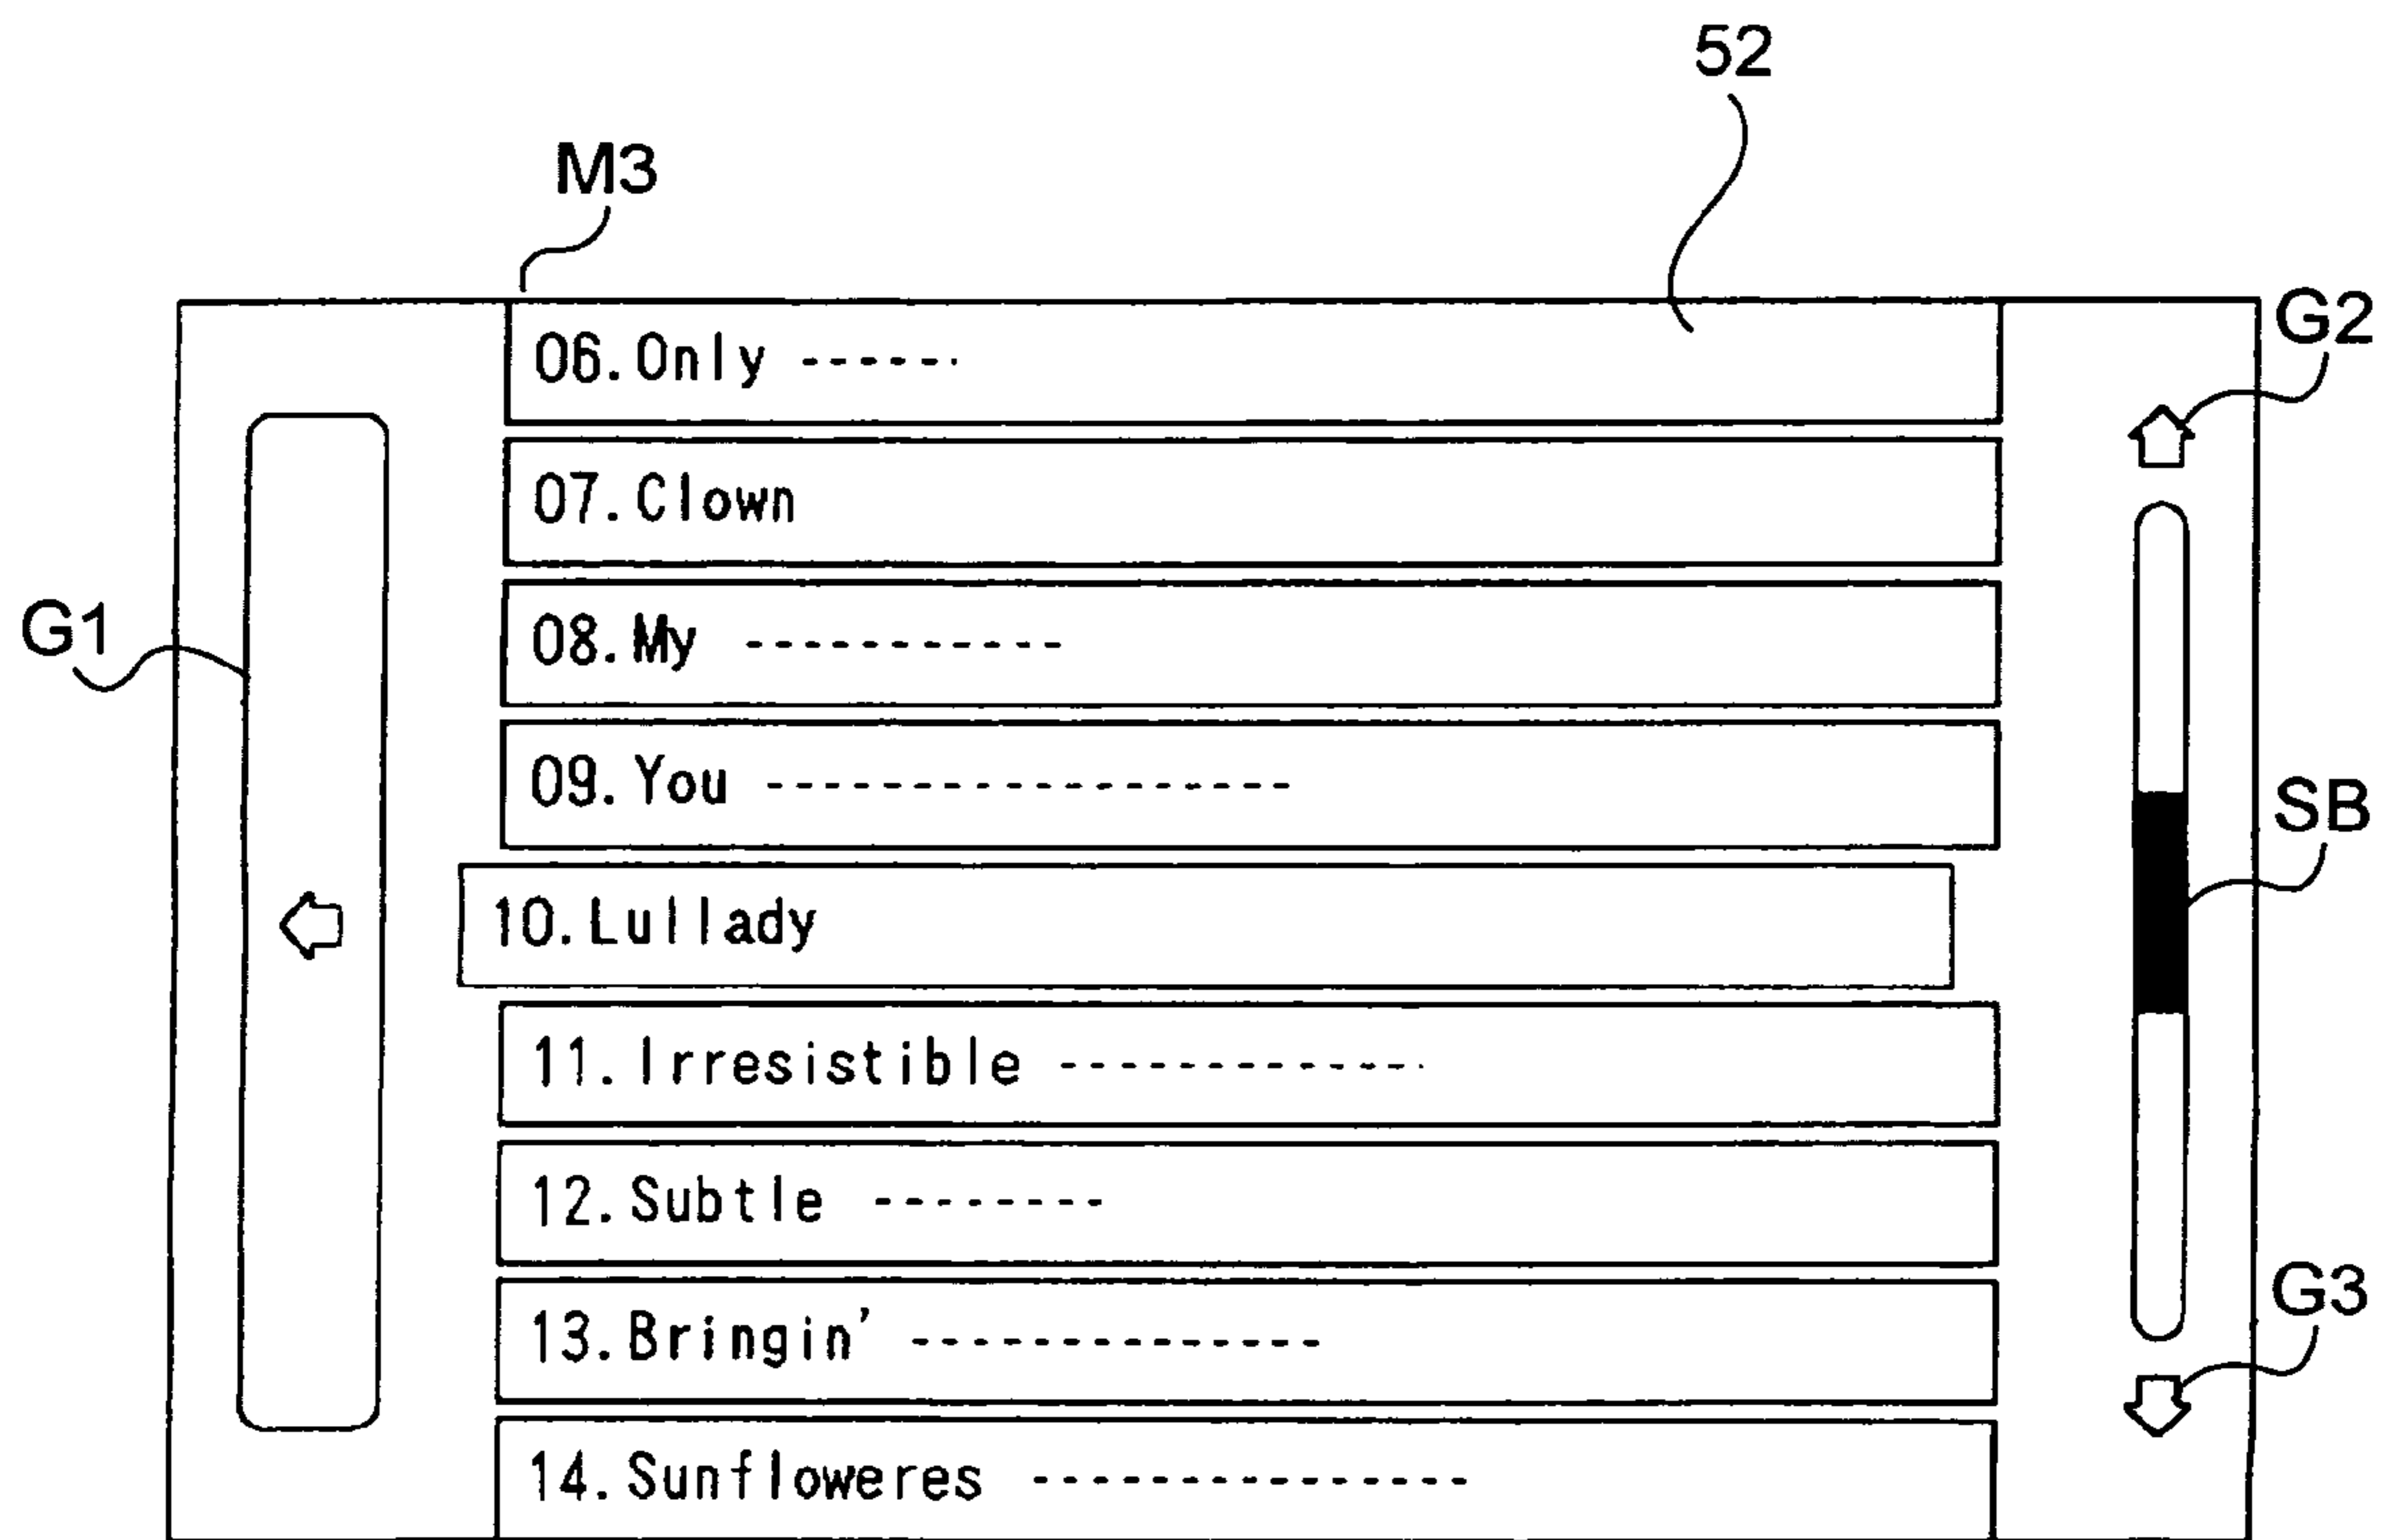 52
M3
G2
06.Only ------
07.Clown
G1
08.My -----------
09.You ------------------
SB
10.Lullady
11.Irresistible -------------
12.Subtle --------
G3
13.Bringin' --------------
14.Sunfloweres ---------------